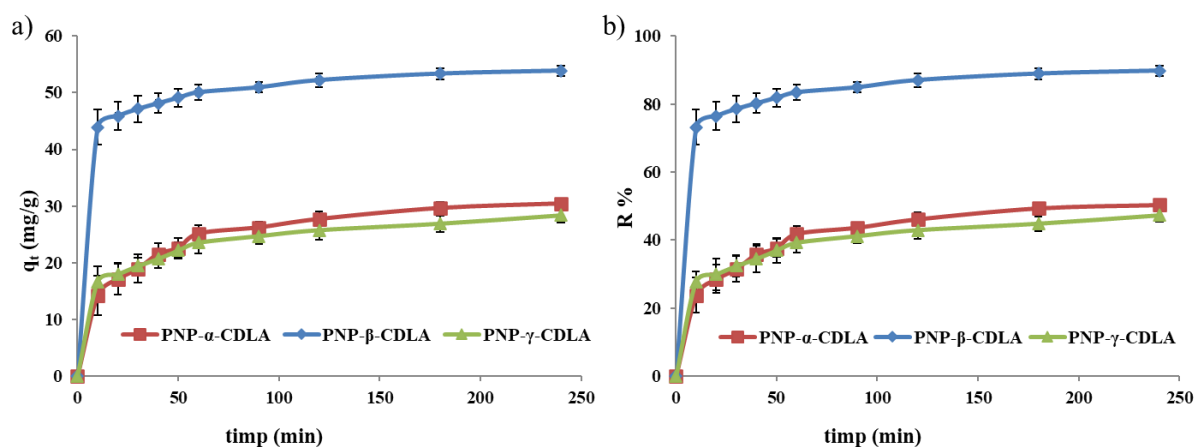 a)
qt (mg/g)
60
50
40
30
20
10
0
PNP-α-CDLA PNP-β-CDLA PNP-γ-CDLA
0 50 100 150 200 250
timp (min)
b)
R %
100
80
60
40
20
0
PNP-α-CDLA PNP-β-CDLA PNP-γ-CDLA
0 50 100 150 200 250
timp (min)